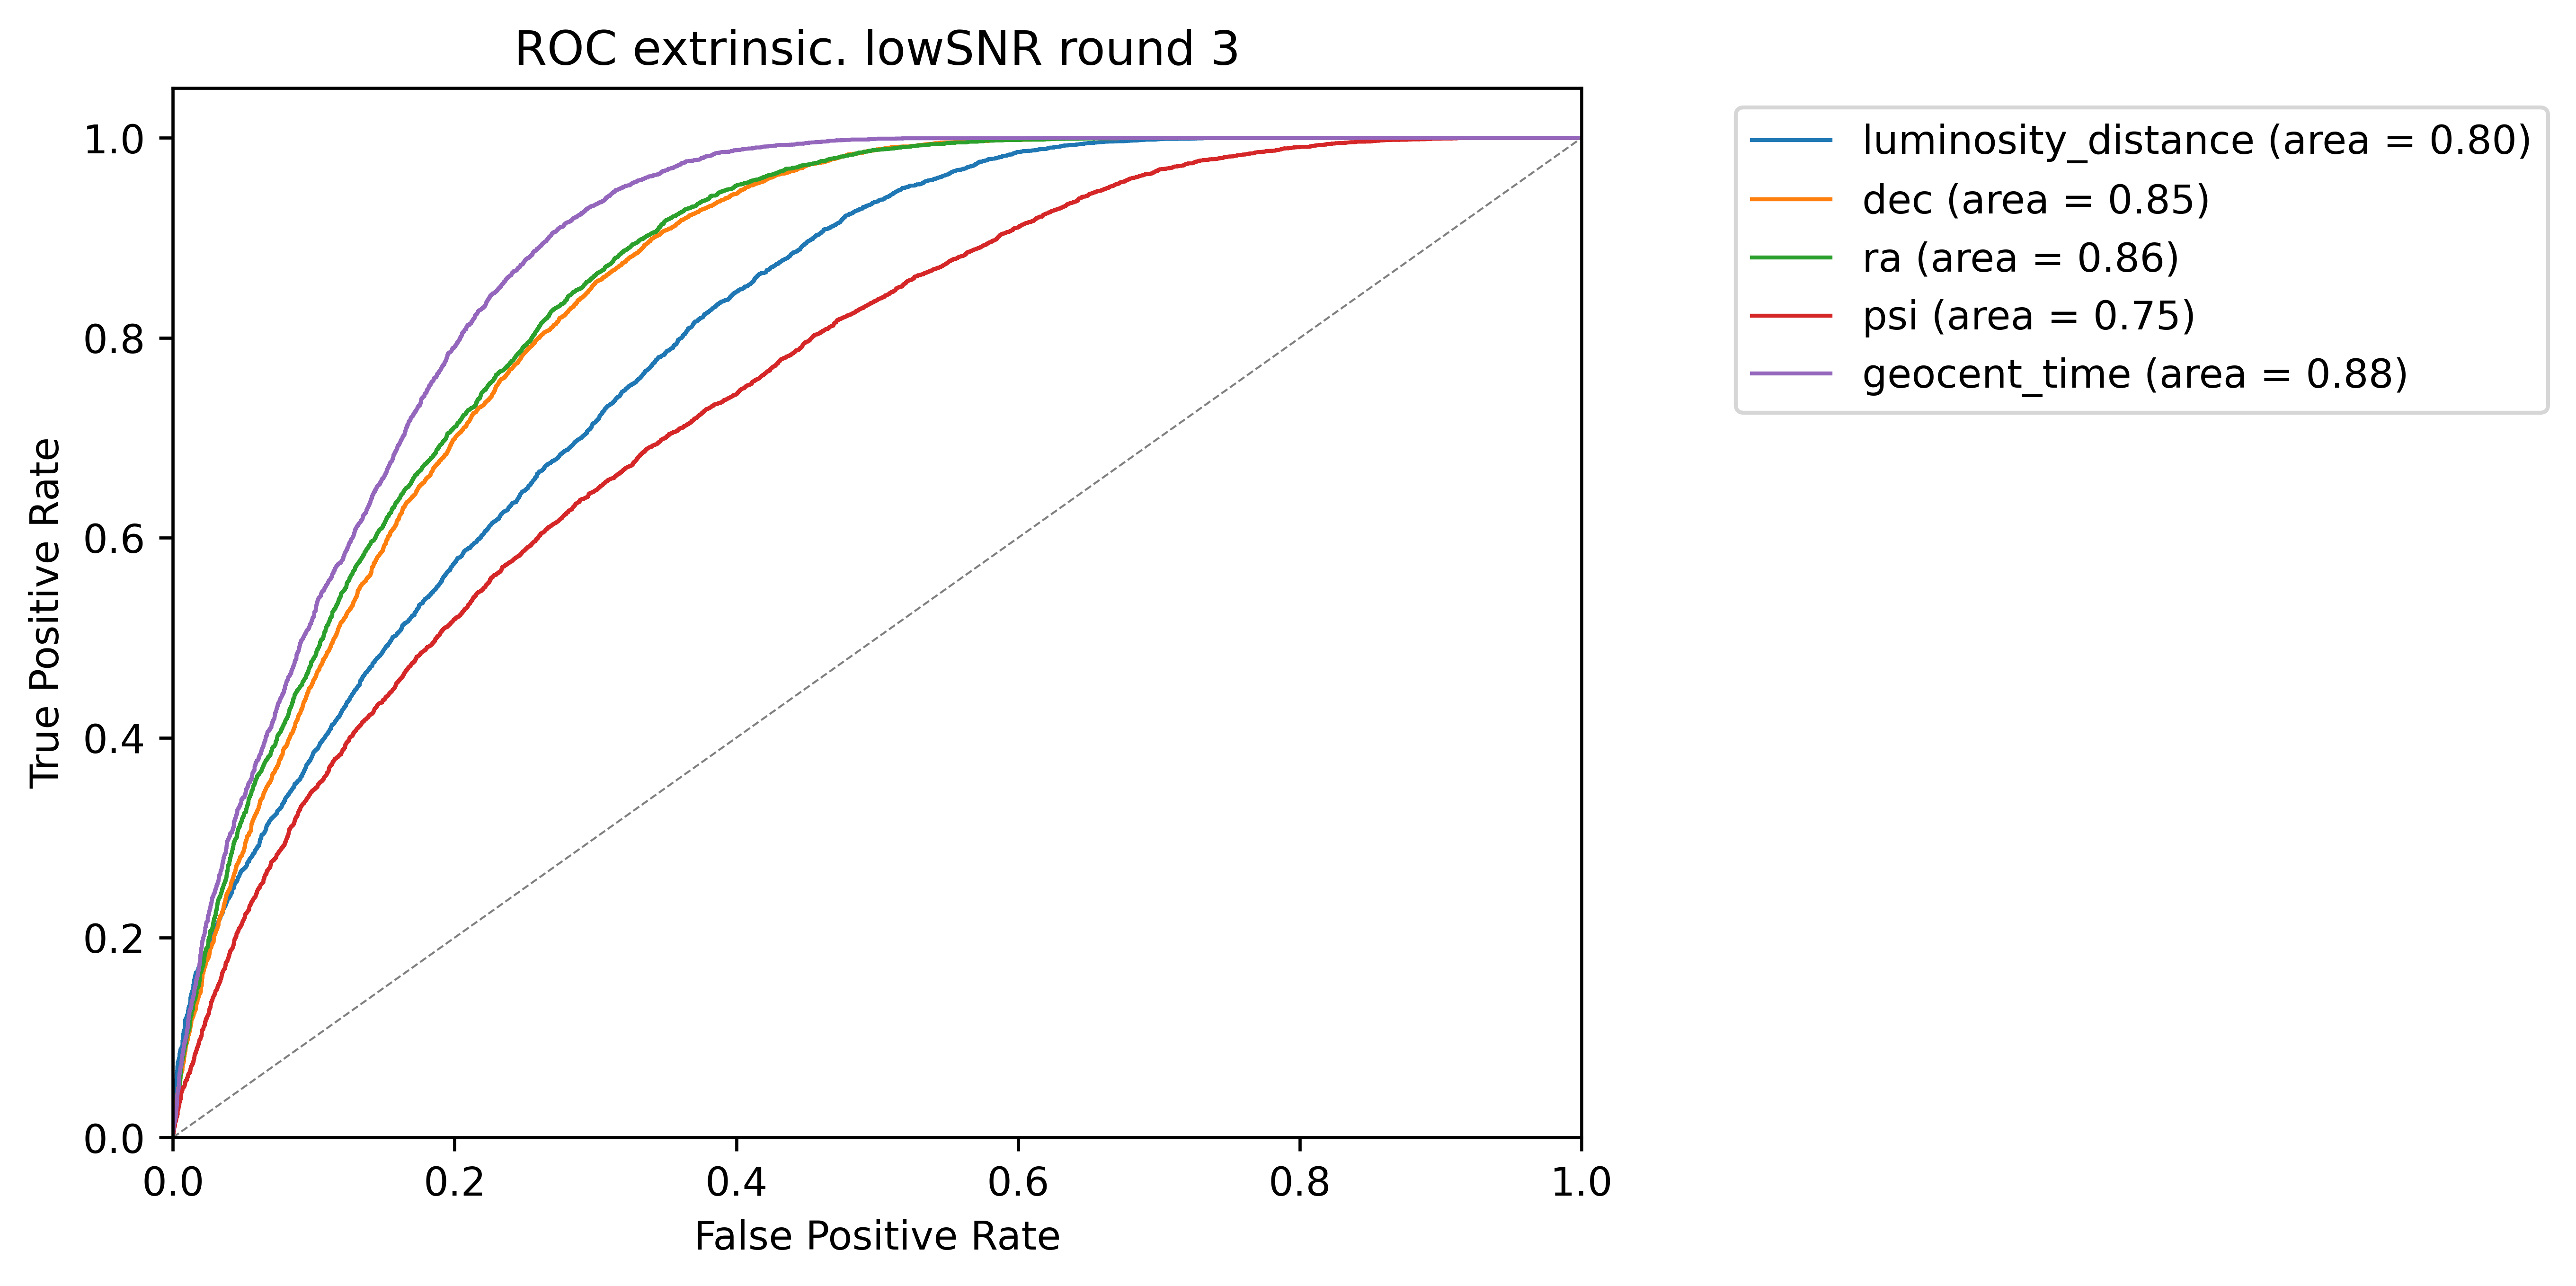 ROC extrinsic. lowSNR round 3
True Positive Rate
1.0
0.8
0.6
0.4
0.2
0.0
0.0 0.2 0.4 0.6 0.8 1.0
False Positive Rate
luminosity_distance (area = 0.80)
dec (area = 0.85)
ra (area = 0.86)
psi (area = 0.75)
geocent_time (area = 0.88)